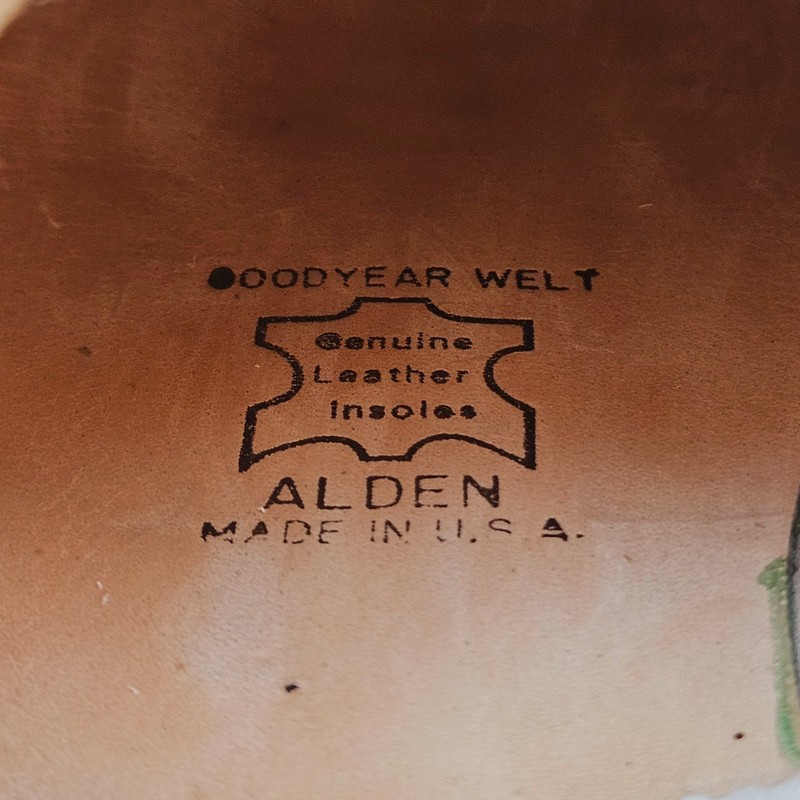 GOODYEAR WELT
Genuine
Leather
Insoles
ALDEN
MADE IN U.S.A.